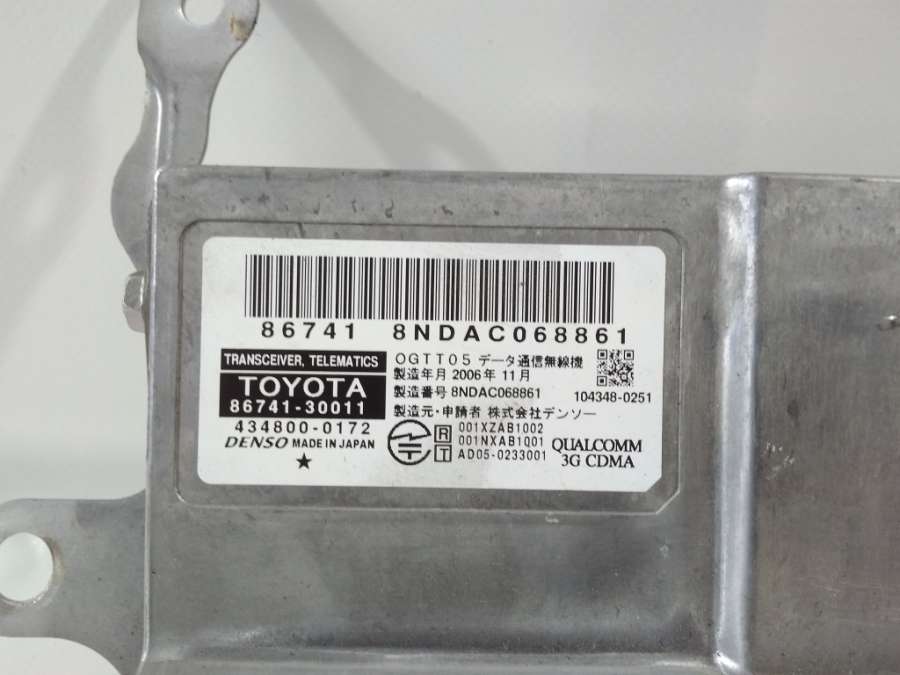 86741 8NDAC068861
TRANSCEIVER, TELEMATICS
TOYOTA
86741-30011
434800-0172
DENSO MADE IN JAPAN
★
OGTT05 データ通信無線機
製造年月 2006年 11月
製造番号 8NDAC068861
104348-0251
製造元・申請者 株式会社デンソー
R 001XZAB1002
001NXAB1001
T AD05-0233001
QUALCOMM
3G CDMA